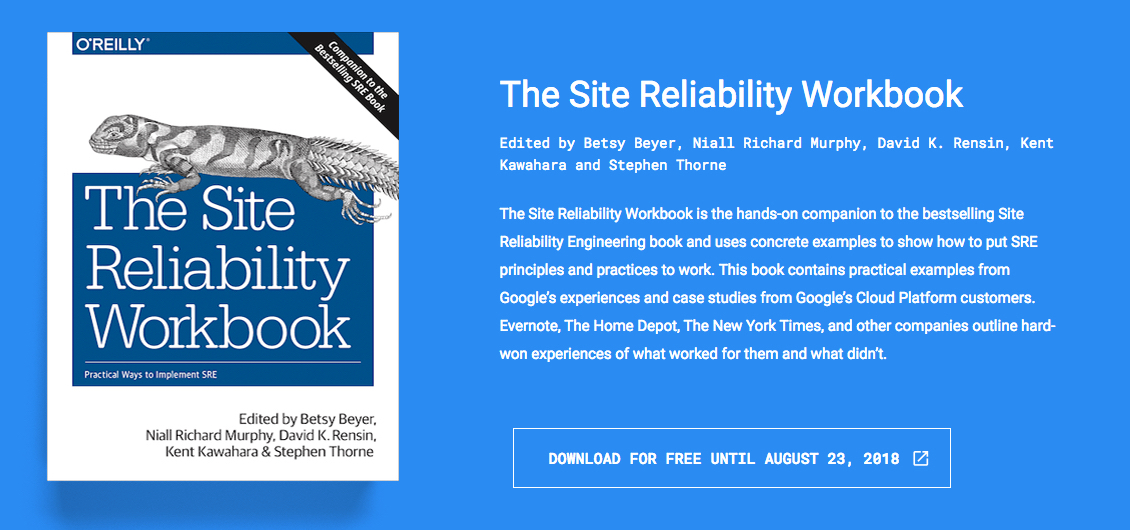 O'REILLY®
Companion to the
Bestselling SRE Book
The Site
Reliability
Workbook
Practical Ways to Implement SRE
Edited by Betsy Beyer,
Niall Richard Murphy, David K. Rensin,
Kent Kawahara & Stephen Thorne
The Site Reliability Workbook
Edited by Betsy Beyer, Niall Richard Murphy, David K. Rensin, Kent
Kawahara and Stephen Thorne
The Site Reliability Workbook is the hands-on companion to the bestselling Site
Reliability Engineering book and uses concrete examples to show how to put SRE
principles and practices to work. This book contains practical examples from
Google's experiences and case studies from Google's Cloud Platform customers.
Evernote, The Home Depot, The New York Times, and other companies outline hard-
won experiences of what worked for them and what didn't.
DOWNLOAD FOR FREE UNTIL AUGUST 23, 2018